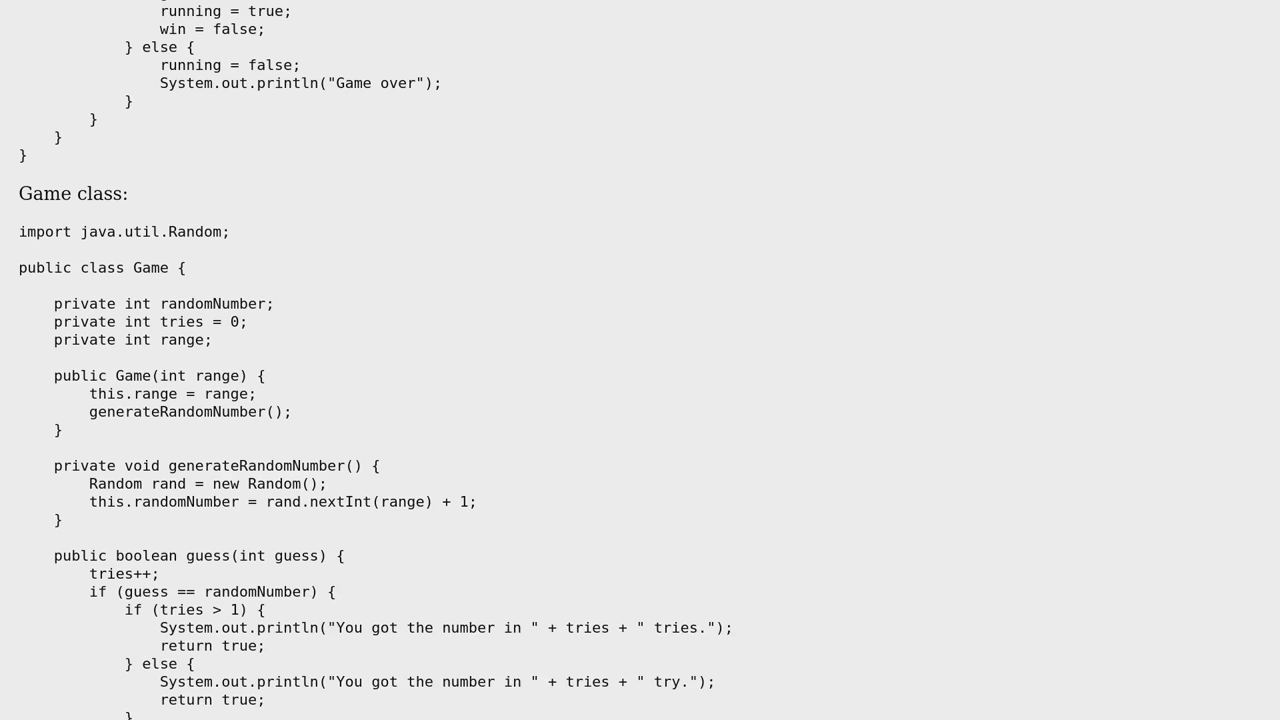 running = true;
                win = false;
            } else {
                running = false;
                System.out.println("Game over");
            }
        }
    }
}
Game class:
import java.util.Random;
public class Game {
    private int randomNumber;
    private int tries = 0;
    private int range;
    public Game(int range) {
        this.range = range;
        generateRandomNumber();
    }
    private void generateRandomNumber() {
        Random rand = new Random();
        this.randomNumber = rand.nextInt(range) + 1;
    }
    public boolean guess(int guess) {
        tries++;
        if (guess == randomNumber) {
            if (tries > 1) {
                System.out.println("You got the number in " + tries + " tries.");
                return true;
            } else {
                System.out.println("You got the number in " + tries + " try.");
                return true;
            }